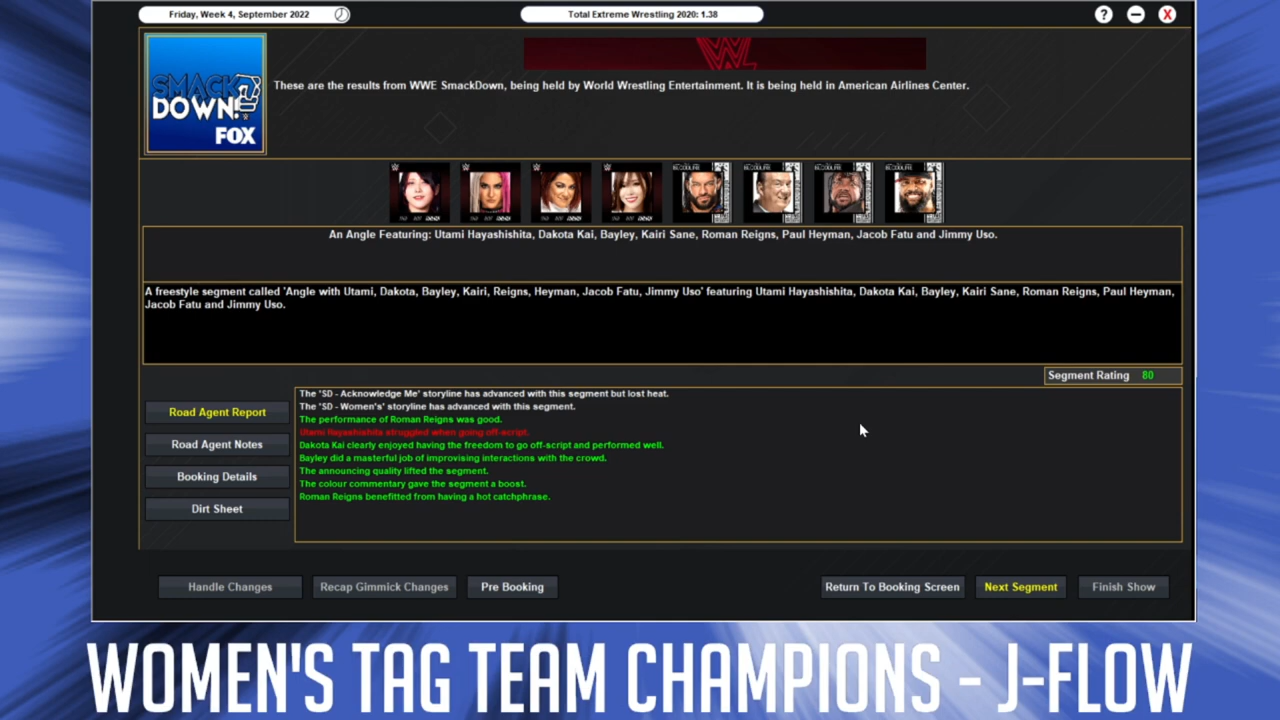 Friday, Week 4, September 2022
Total Extreme Wrestling 2020: 1.38
?
X
SMACK
DOWN!
FOX
W
These are the results from WWE SmackDown, being held by World Wrestling Entertainment. It is being held in American Airlines Center.
An Angle Featuring: Utami Hayashishita, Dakota Kai, Bayley, Kairi Sane, Roman Reigns, Paul Heyman, Jacob Fatu and Jimmy Uso.
A freestyle segment called 'Angle with Utami, Dakota, Bayley, Kairi, Reigns, Heyman, Jacob Fatu, Jimmy Uso' featuring Utami Hayashishita, Dakota Kai, Bayley, Kairi Sane, Roman Reigns, Paul Heyman,
Jacob Fatu and Jimmy Uso.
Segment Rating 80
The 'SD - Acknowledge Me' storyline has advanced with this segment but lost heat.
The 'SD - Women's' storyline has advanced with this segment.
The performance of Roman Reigns was good.
Utami Hayashishita struggled when going off-script.
Dakota Kai clearly enjoyed having the freedom to go off-script and performed well.
Bayley did a masterful job of improvising interactions with the crowd.
The announcing quality lifted the segment.
The colour commentary gave the segment a boost.
Roman Reigns benefitted from having a hot catchphrase.
Road Agent Report
Road Agent Notes
Booking Details
Dirt Sheet
Handle Changes
Recap Gimmick Changes
Pre Booking
Return To Booking Screen
Next Segment
Finish Show
WOMEN'S TAG TEAM CHAMPIONS - J-FLOW